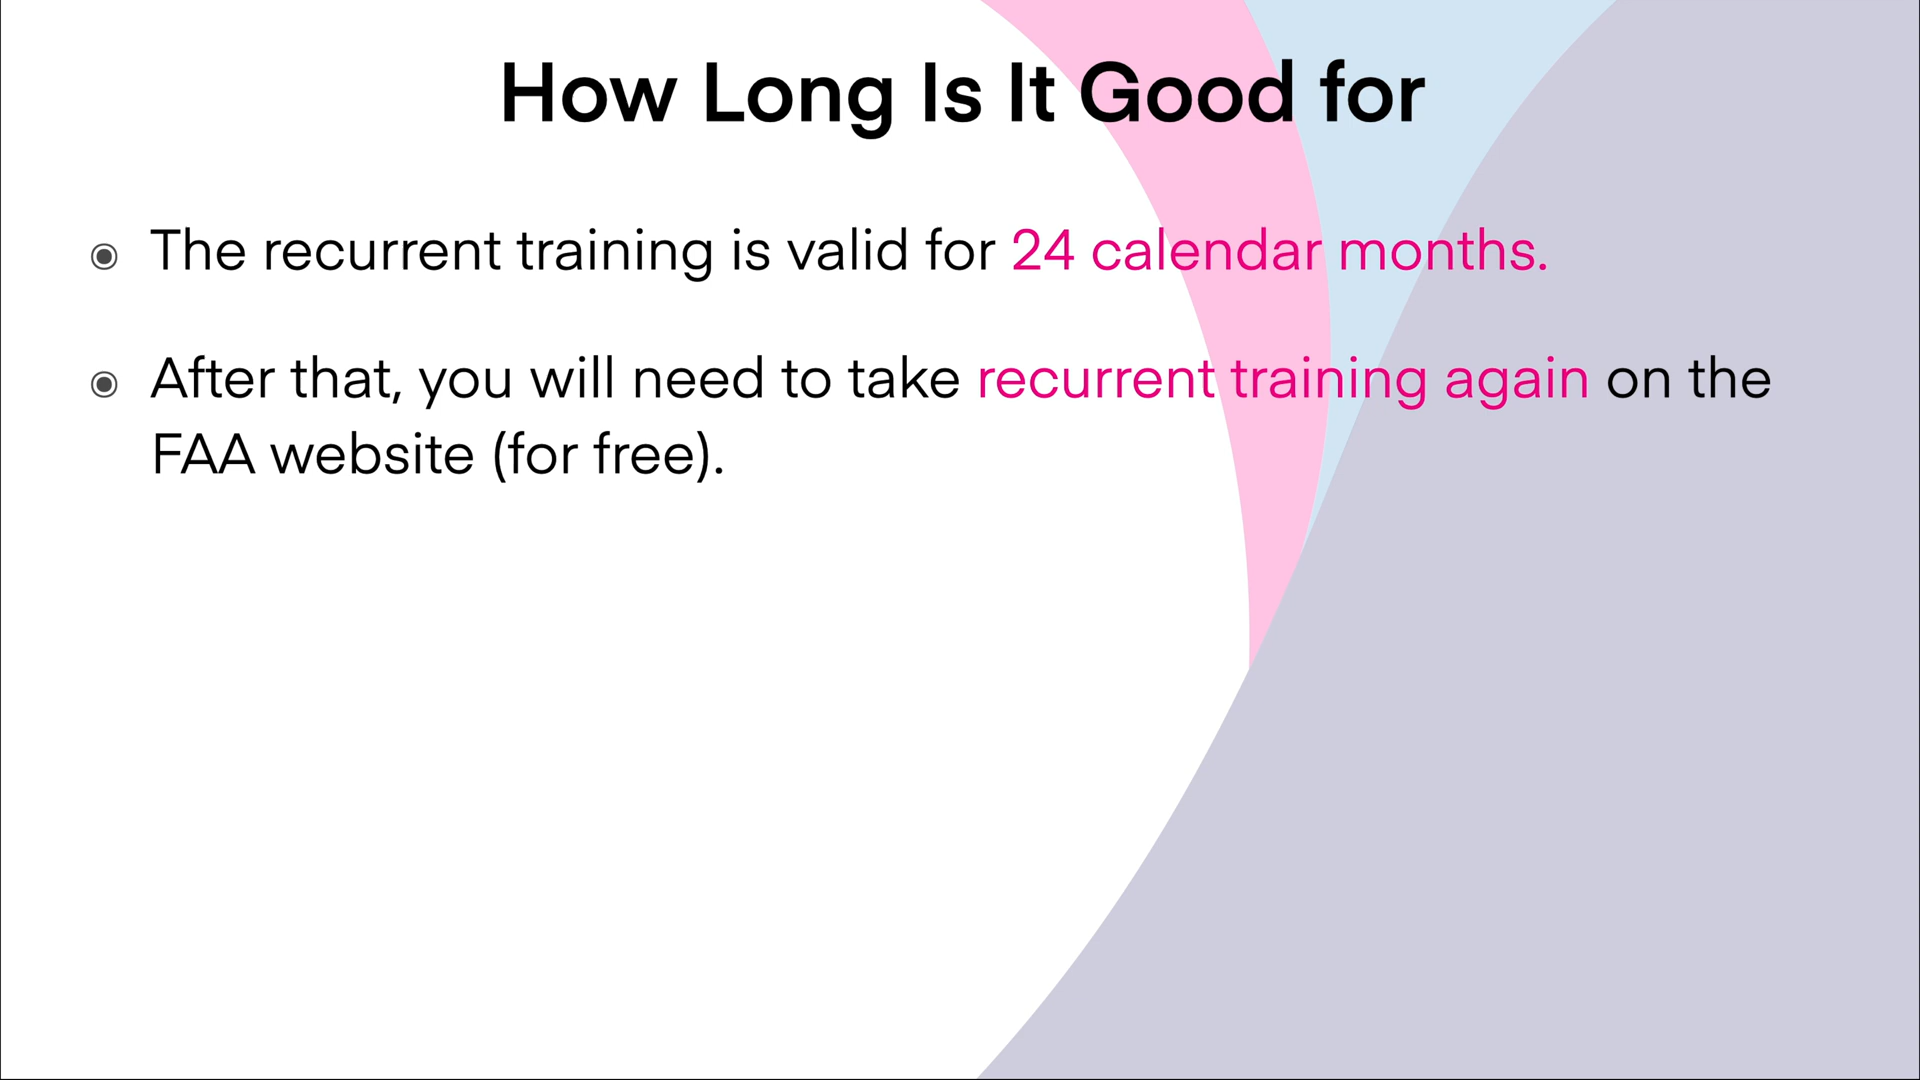 How Long Is It Good for
The recurrent training is valid for 24 calendar months.
After that, you will need to take recurrent training again on the
FAA website (for free).